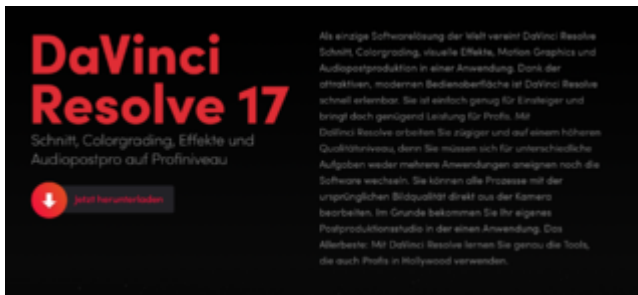 DaVinci
Resolve 17
Schnitt, Colorgrading, Effekte und
Audiopostpro auf Profiniveau
Jetzt herunterladen
Als einzige Softwarelösung der Welt vereint DaVinci Resolve
Schnitt, Colorgrading, visuelle Effekte, Motion Graphics und
Audiopostproduktion in einer Anwendung. Dank der
attraktiven, modernen Bedienoberfläche ist DaVinci Resolve
schnell erlernbar. Sie ist einfach genug für Einsteiger und
bringt doch genügend Leistung für Profis. Mit
DaVinci Resolve arbeiten Sie zügiger und auf einem höheren
Qualitätsniveau, denn Sie müssen sich für unterschiedliche
Aufgaben weder mehrere Anwendungen aneignen noch die
Software wechseln. Sie können alle Prozesse mit der
ursprünglichen Bildqualität direkt aus der Kamera
bearbeiten. Im Grunde bekommen Sie Ihr eigenes
Postproduktionsstudio in der einen Anwendung. Das
Allerbeste: Mit DaVinci Resolve lernen Sie genau die Tools,
die auch Profis in Hollywood verwenden.